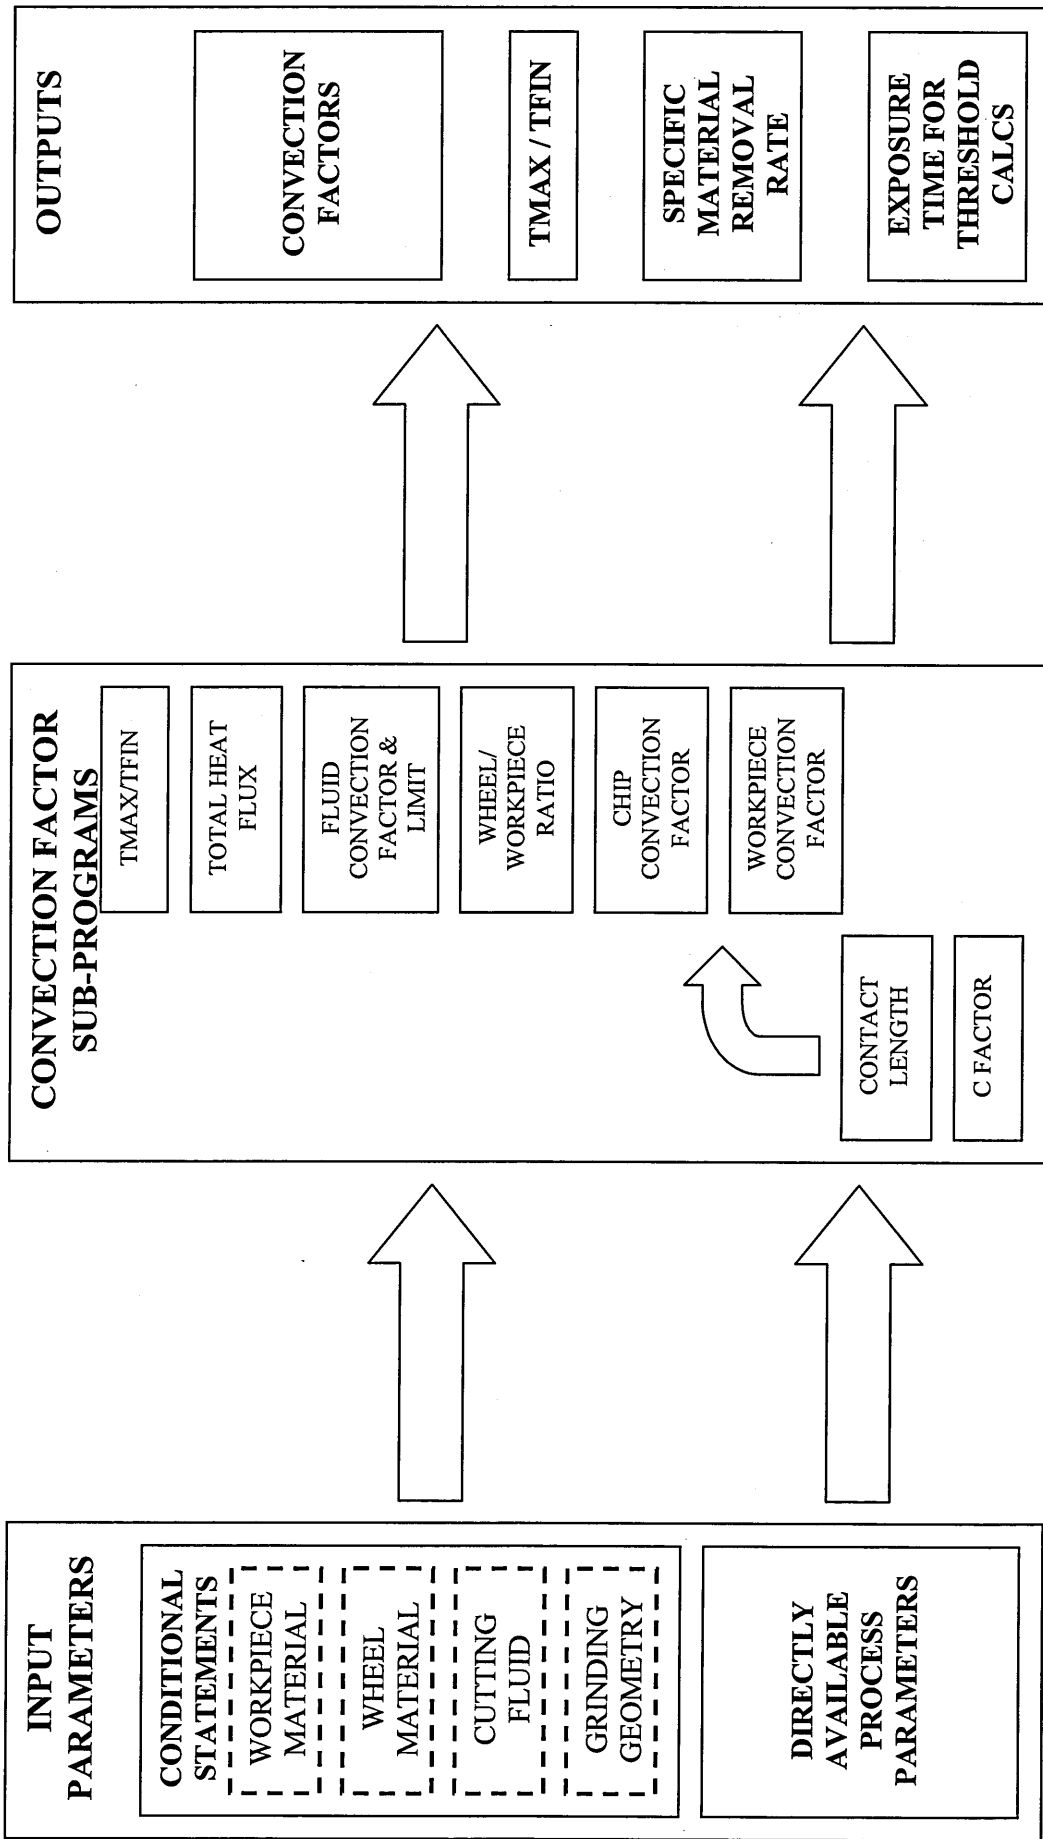 INPUT
PARAMETERS
CONDITIONAL
STATEMENTS
WORKPIECE
MATERIAL
WHEEL
MATERIAL
CUTTING
FLUID
GRINDING
GEOMETRY
DIRECTLY
AVAILABLE
PROCESS
PARAMETERS
CONVECTION FACTOR
SUB-PROGRAMS
TMAX/TFIN
TOTAL HEAT
FLUX
FLUID
CONVECTION
FACTOR &
LIMIT
WHEEL/
WORKPIECE
RATIO
CHIP
CONVECTION
FACTOR
WORKPIECE
CONVECTION
FACTOR
CONTACT
LENGTH
C FACTOR
OUTPUTS
CONVECTION
FACTORS
TMAX / TFIN
SPECIFIC
MATERIAL
REMOVAL
RATE
EXPOSURE
TIME FOR
THRESHOLD
CALCS